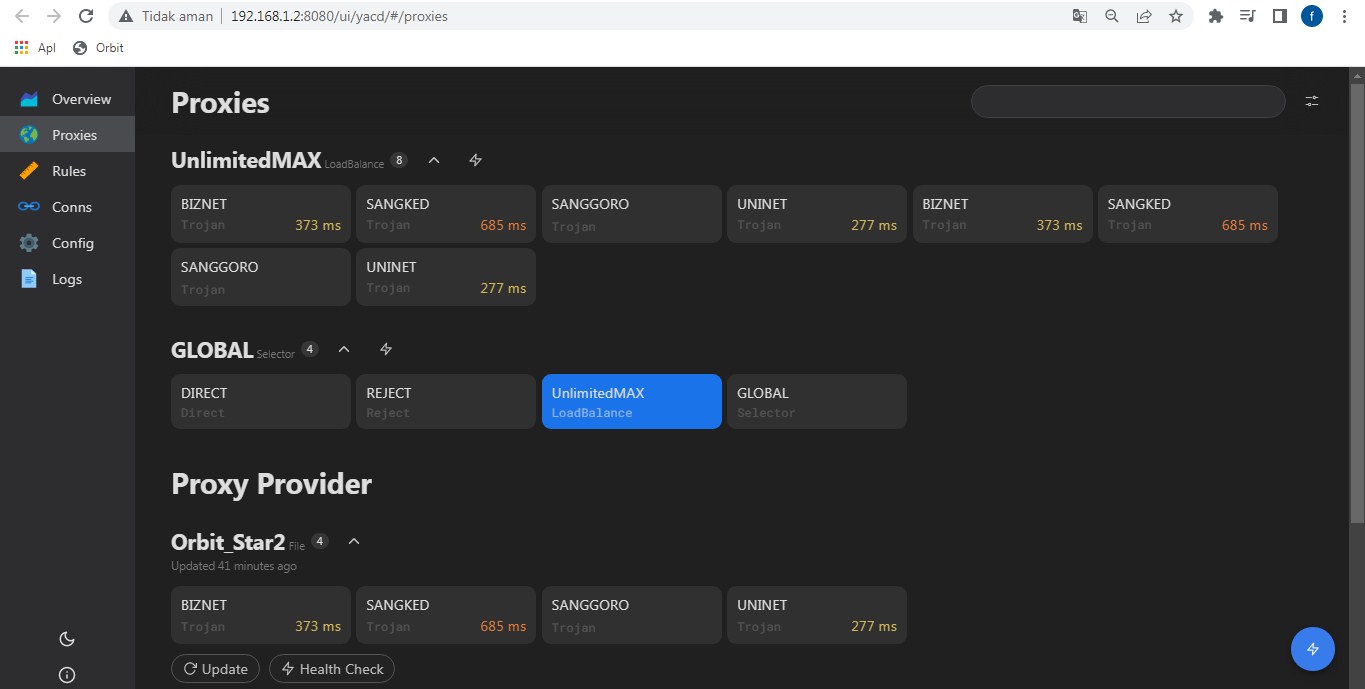 Tidak aman 192.168.1.2:8080/ui/yacd/#/proxies f
Apl Orbit
Overview
Proxies
Rules
Conns
Config
Logs
Proxies
UnlimitedMAX LoadBalance 8
BIZNET SANGKED SANGGORO UNINET BIZNET SANGKED
Trojan 373 ms Trojan 685 ms Trojan Trojan 277 ms Trojan 373 ms Trojan 685 ms
SANGGORO UNINET
Trojan Trojan 277 ms
GLOBAL Selector 4
DIRECT REJECT UnlimitedMAX GLOBAL
Direct Reject LoadBalance Selector
Proxy Provider
Orbit_Star2 File 4
Updated 41 minutes ago
BIZNET SANGKED SANGGORO UNINET
Trojan 373 ms Trojan 685 ms Trojan Trojan 277 ms
Update Health Check